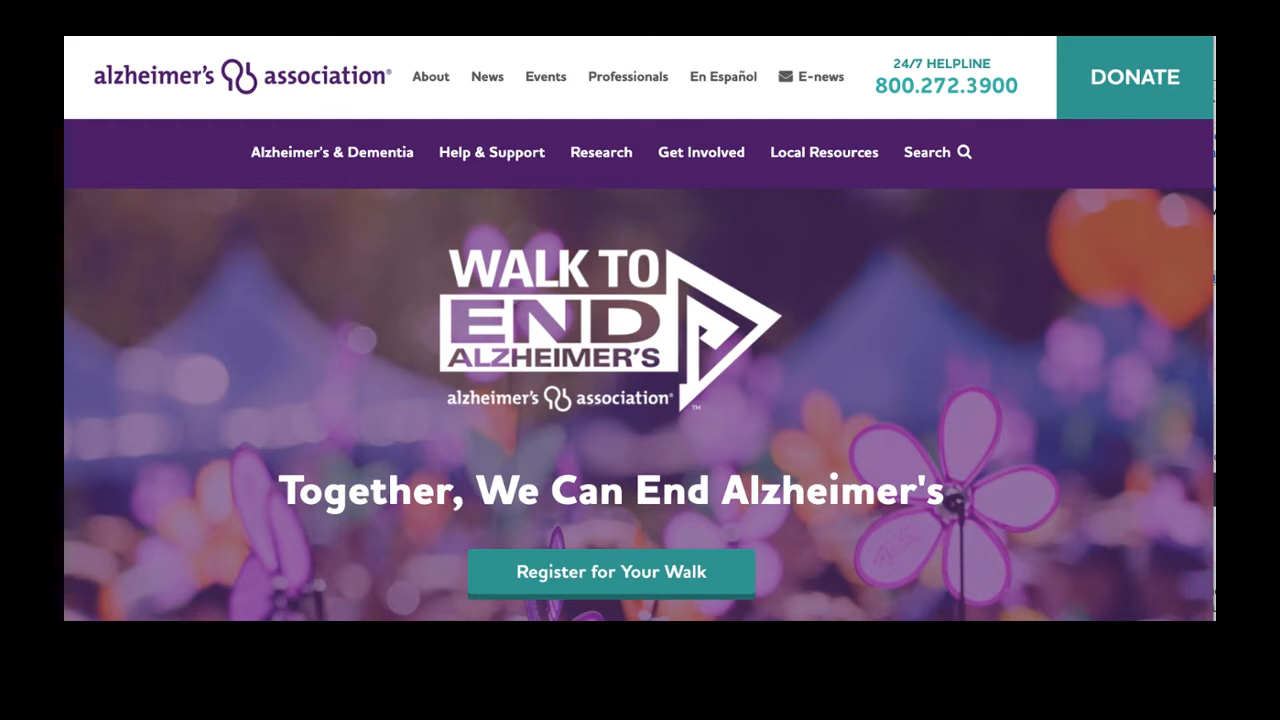 alzheimer's association®
About News Events Professionals En Español E-news
24/7 HELPLINE
800.272.3900
DONATE
Alzheimer's & Dementia Help & Support Research Get Involved Local Resources Search
WALK TO
END
ALZHEIMER'S
alzheimer's association®
™
Together, We Can End Alzheimer's
Register for Your Walk